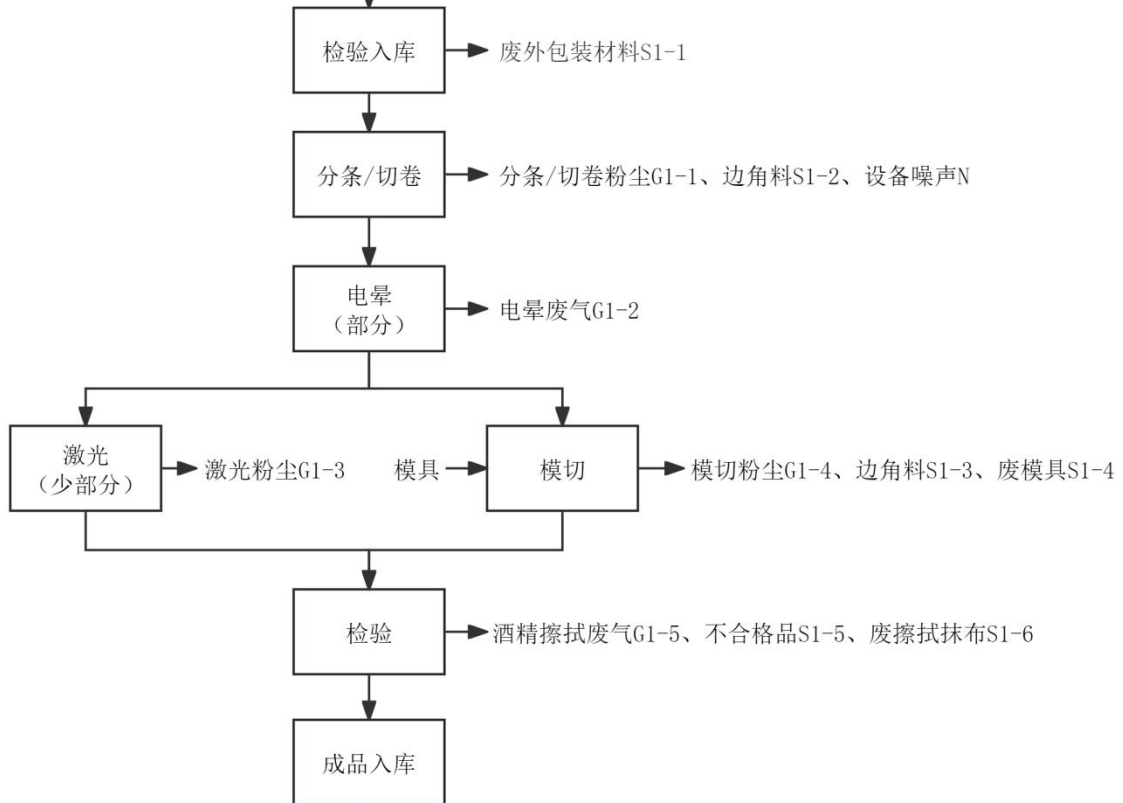 检验入库
废外包装材料S1-1
分条/切卷
分条/切卷粉尘G1-1、边角料S1-2、设备噪声N
电晕
（部分）
电晕废气G1-2
激光
（少部分）
激光粉尘G1-3
模具
模切
模切粉尘G1-4、边角料S1-3、废模具S1-4
检验
酒精擦拭废气G1-5、不合格品S1-5、废擦拭抹布S1-6
成品入库